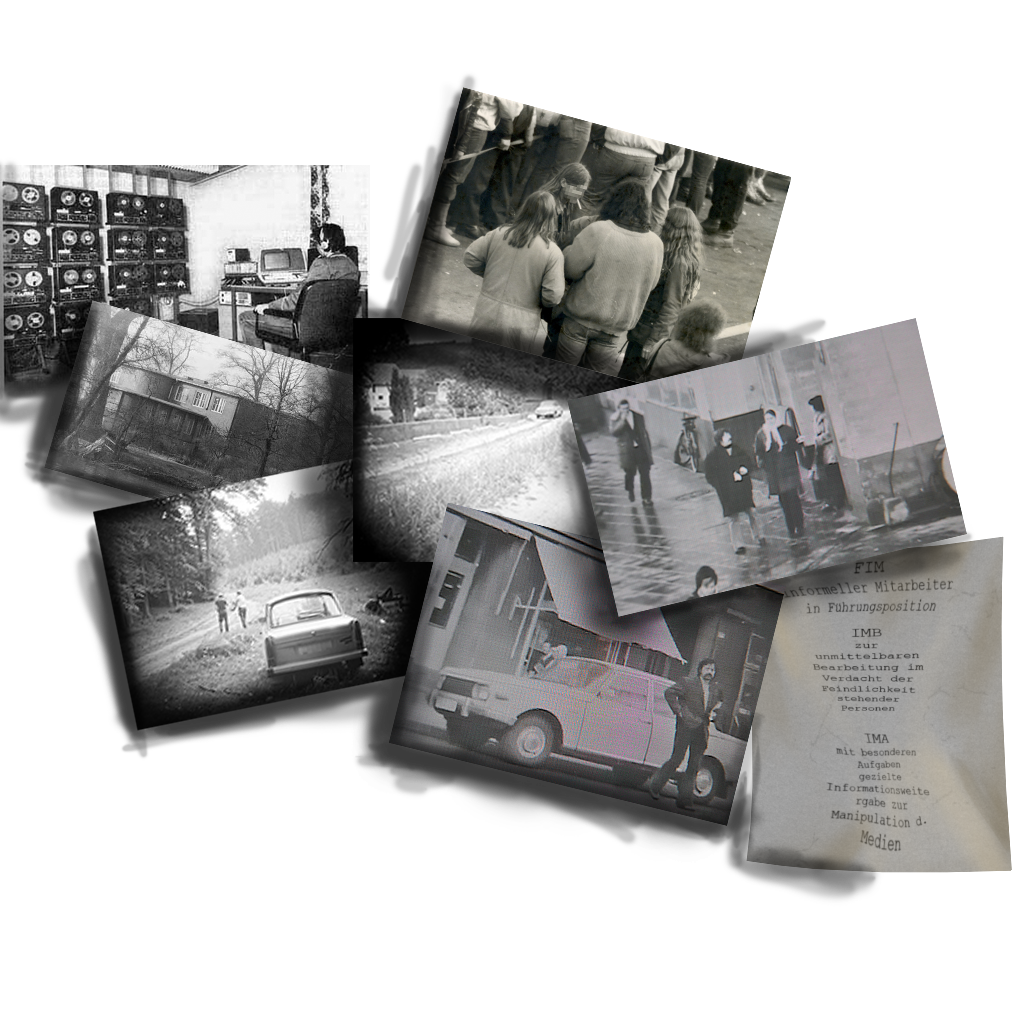 FIM
informeller Mitarbeiter
in Führungsposition
IMB
zur
unmittelbaren
Bearbeitung im
Verdacht der
Feindlichkeit
stehender
Personen
IMA
mit besonderen
Aufgaben
gezielte
Informationsweite
rgabe zur
Manipulation d.
Medien